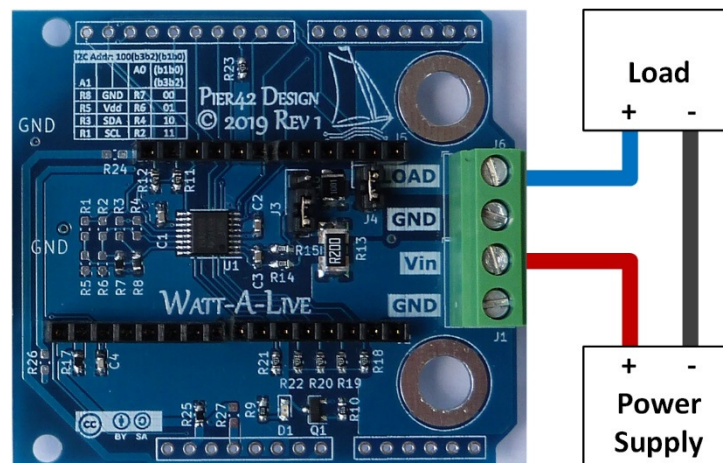 I2C Addr: 100(b3b2)(b1b0)
A0 (b1b0)
A1 (b3b2)
R8 GND R7 00
R5 Vdd R6 01
R3 SDA R4 10
R1 SCL R2 11
R23
PIER42 DESIGN
© 2019 REV 1
GND
R24
R12
R11
J5
J6
LOAD
J3
J4
GND
R1 R2 R3 R4
C1
C2
GND
U1
R15
R200
R13
Vin
R5 R6 R7 R8
C3
R14
WATT-A-LIVE
GND
J1
R26
R17
C4
R21
R22 R20 R19
R18
cc BY SA
R25
R27
R9
D1
Q1
R10
Load
+ -
+ -
Power
Supply